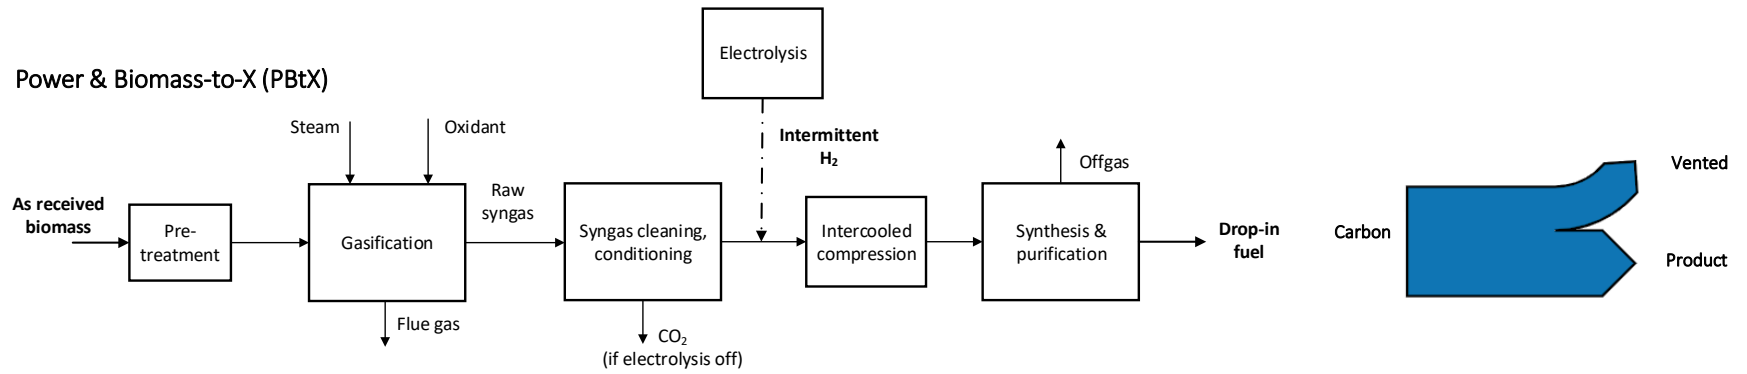 Power & Biomass-to-X (PBtX)
Electrolysis
Steam
Oxidant
Intermittent
H₂
Offgas
As received
biomass
Pre-
treatment
Gasification
Raw
syngas
Syngas cleaning,
conditioning
Intercooled
compression
Synthesis &
purification
Drop-in
fuel
Flue gas
CO₂
(if electrolysis off)
Carbon
Vented
Product